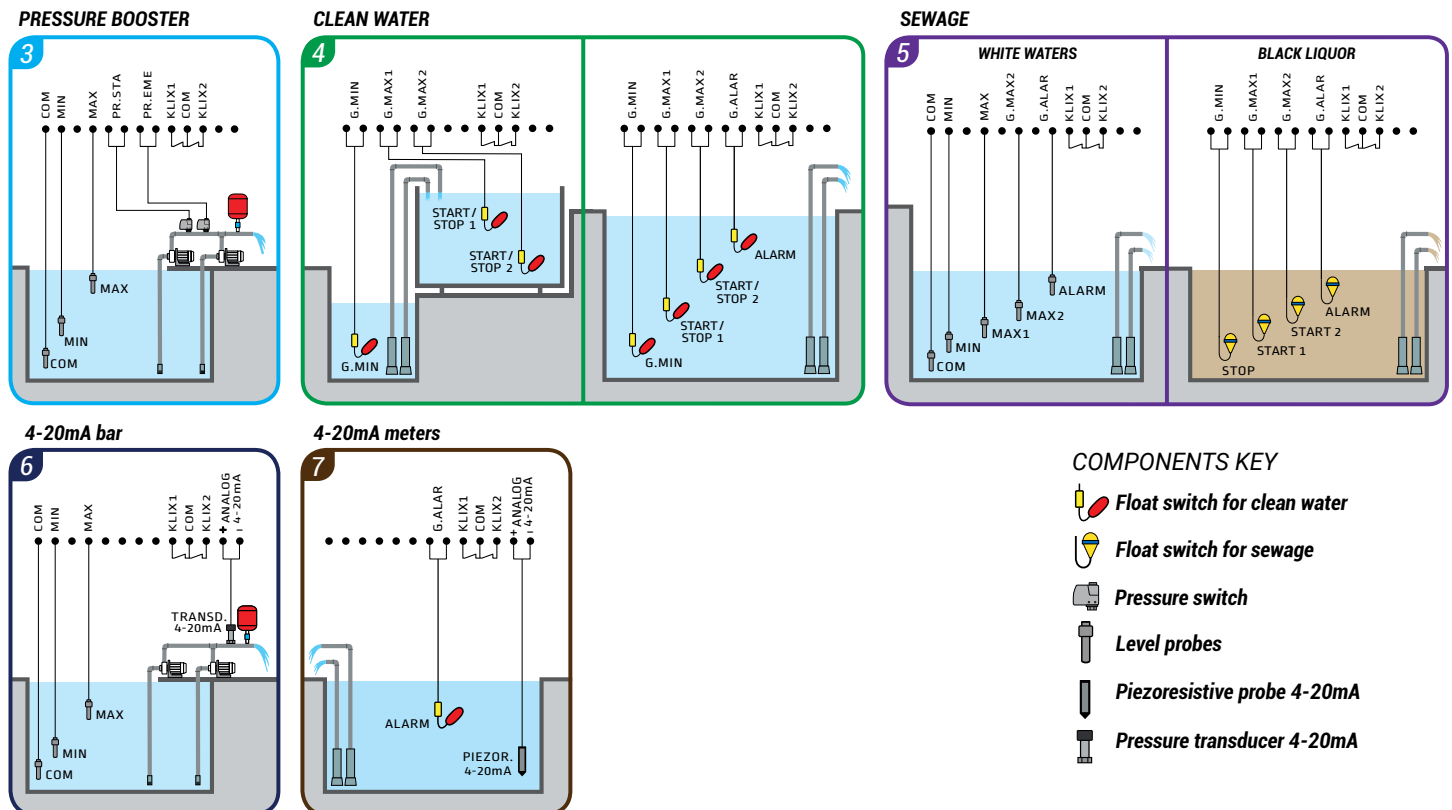 PRESSURE BOOSTER
3
COM
MIN
MAX
PR.STA
PR.EME
KLIX1
COM
KLIX2
MAX
MIN
COM
CLEAN WATER
4
G.MIN
G.MAX1
G.MAX2
KLIX1
COM
KLIX2
START/
STOP 1
START/
STOP 2
G.MIN
G.MIN
G.MAX1
G.MAX2
G.ALAR
KLIX1
COM
KLIX2
ALARM
START/
STOP 2
START/
STOP 1
G.MIN
SEWAGE
5
WHITE WATERS
COM
MIN
MAX
G.MAX2
G.ALAR
KLIX1
COM
KLIX2
ALARM
MAX2
MAX1
MIN
COM
BLACK LIQUOR
G.MIN
G.MAX1
G.MAX2
G.ALAR
KLIX1
COM
KLIX2
ALARM
START 2
START 1
STOP
4-20mA bar
6
COM
MIN
MAX
KLIX1
COM
KLIX2
+ ANALOG
- 4-20mA
TRANSD.
4-20mA
MAX
MIN
COM
4-20mA meters
7
G.ALAR
KLIX1
COM
KLIX2
+ ANALOG
- 4-20mA
ALARM
PIEZOR.
4-20mA
COMPONENTS KEY
Float switch for clean water
Float switch for sewage
Pressure switch
Level probes
Piezoresistive probe 4-20mA
Pressure transducer 4-20mA